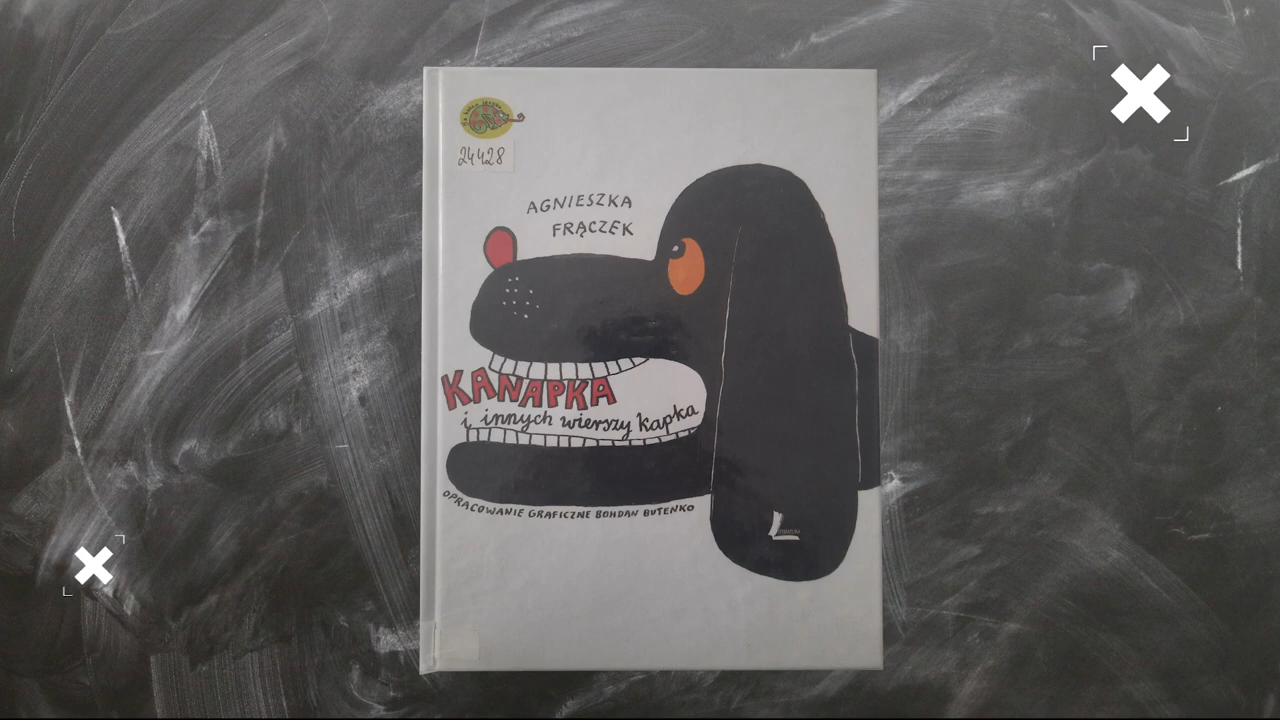 24428
AGNIESZKA
FRĄCZEK
KANAPKA
i innych wierszy kapka
OPRACOWANIE GRAFICZNE BOHDAN BUTENKO